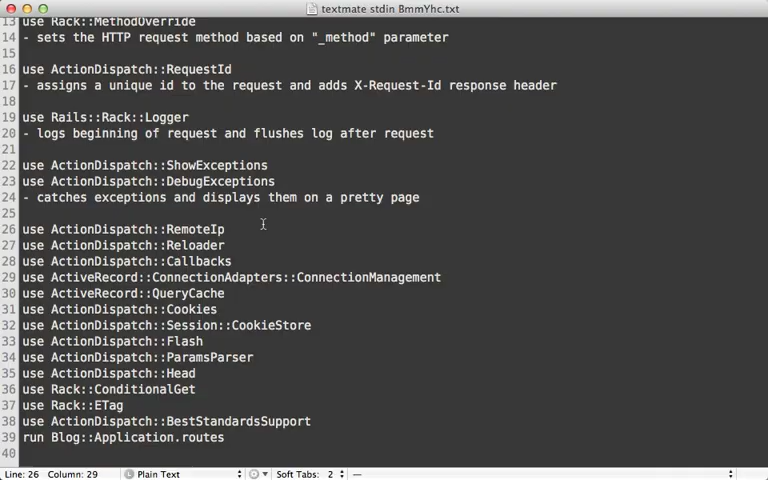 textmate stdin BmmYhc.txt
13 use Rack::MethodOverride
14 - sets the HTTP request method based on "_method" parameter
15
16 use ActionDispatch::RequestId
17 - assigns a unique id to the request and adds X-Request-Id response header
18
19 use Rails::Rack::Logger
20 - logs beginning of request and flushes log after request
21
22 use ActionDispatch::ShowExceptions
23 use ActionDispatch::DebugExceptions
24 - catches exceptions and displays them on a pretty page
25
26 use ActionDispatch::RemoteIp
27 use ActionDispatch::Reloader
28 use ActionDispatch::Callbacks
29 use ActiveRecord::ConnectionAdapters::ConnectionManagement
30 use ActiveRecord::QueryCache
31 use ActionDispatch::Cookies
32 use ActionDispatch::Session::CookieStore
33 use ActionDispatch::Flash
34 use ActionDispatch::ParamsParser
35 use ActionDispatch::Head
36 use Rack::ConditionalGet
37 use Rack::ETag
38 use ActionDispatch::BestStandardsSupport
39 run Blog::Application.routes
40
Line: 26 Column: 29 Plain Text Soft Tabs: 2 —